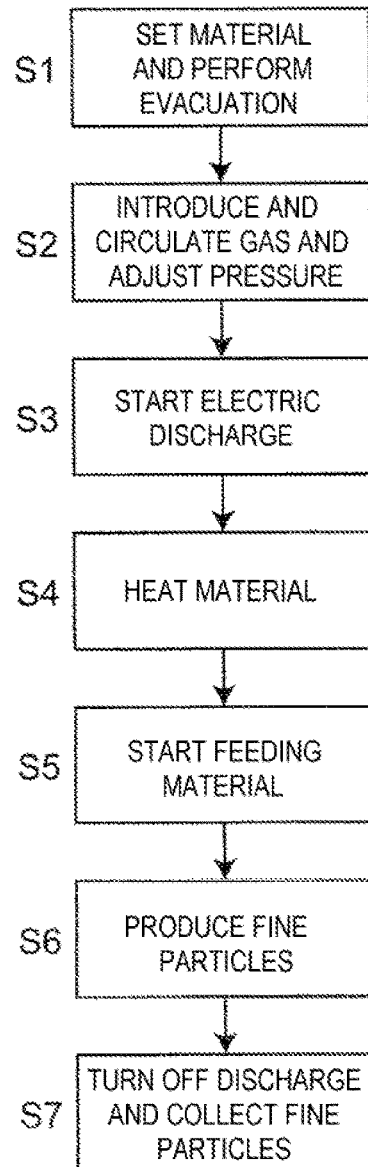 S1
SET MATERIAL
AND PERFORM
EVACUATION
S2
INTRODUCE AND
CIRCULATE GAS AND
ADJUST PRESSURE
S3
START ELECTRIC
DISCHARGE
S4
HEAT MATERIAL
S5
START FEEDING
MATERIAL
S6
PRODUCE FINE
PARTICLES
S7
TURN OFF DISCHARGE
AND COLLECT FINE
PARTICLES